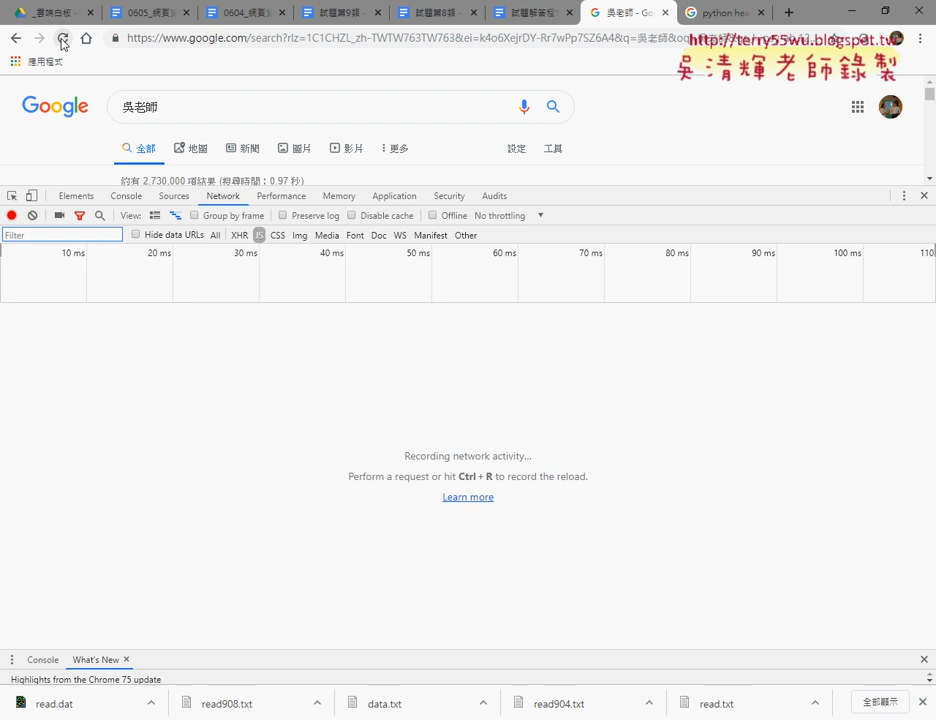 _雲端白板 -
0605_網頁
0604_網頁
試題第9類 -
試題第8類 -
試題解答程
吳老師 - Go
python hea
https://www.google.com/search?rlz=1C1CHZL_zh-TWTW763TW763&ei=k4o6XejrDY-Rr7wPp7SZ6A4&q=吳老師&oq
http://terry55wu.blogspot.tw
應用程式
吳清輝老師錄製
Google
吳老師
全部
地圖
新聞
圖片
影片
更多
設定
工具
約有 2,730,000 項結果 (搜尋時間：0.97 秒)
Elements Console Sources Network Performance Memory Application Security Audits
View: Group by frame Preserve log Disable cache Offline No throttling
Filter Hide data URLs All XHR JS CSS Img Media Font Doc WS Manifest Other
10 ms 20 ms 30 ms 40 ms 50 ms 60 ms 70 ms 80 ms 90 ms 100 ms 110
Recording network activity...
Perform a request or hit Ctrl + R to record the reload.
Learn more
Console What's New
Highlights from the Chrome 75 update
read.dat
read908.txt
data.txt
read904.txt
read.txt
全部顯示